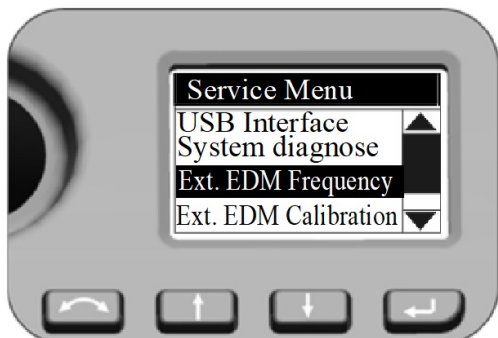 Service Menu
USB Interface
System diagnose
Ext. EDM Frequency
Ext. EDM Calibration